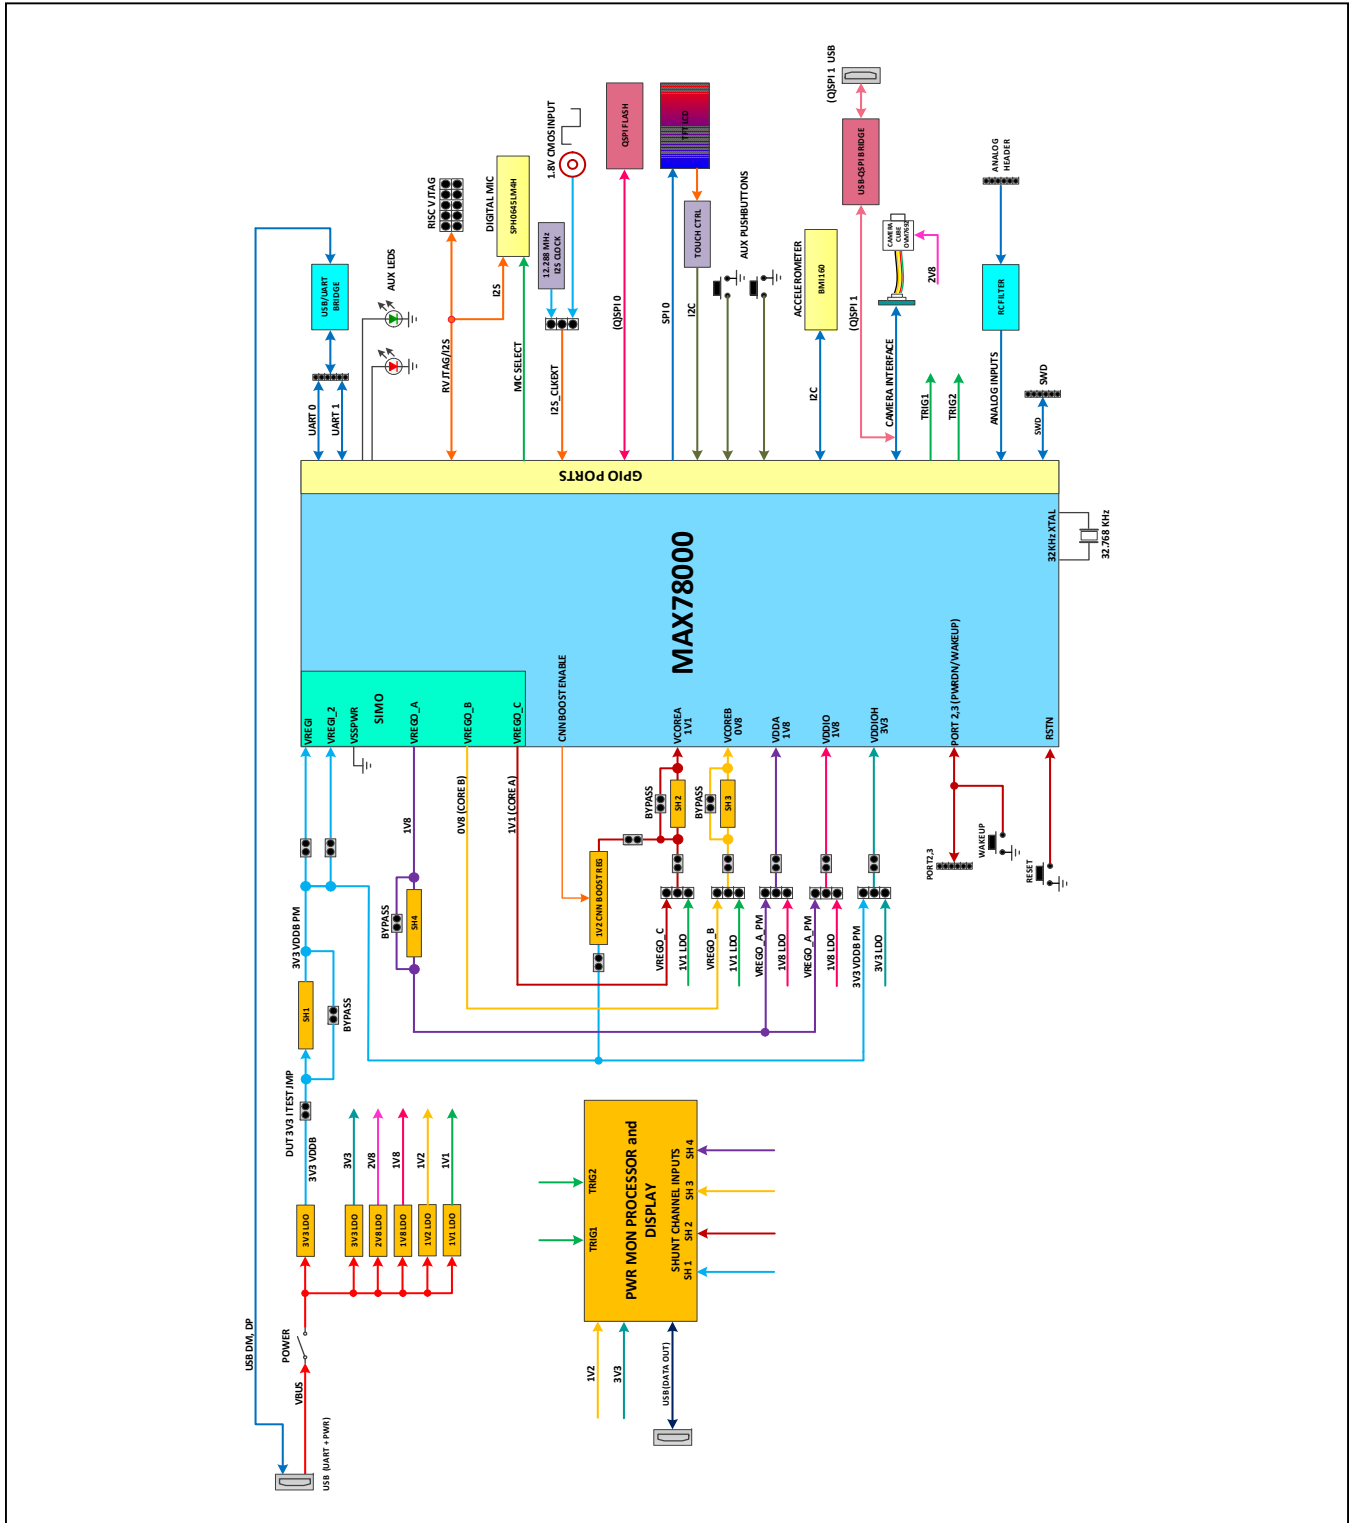 (Q)SPI 1 USB
1.8V CMOS INPUT
QSPI FLASH
TFT LCD
USB-QSPI BRIDGE
ANALOG
HEADER
RISC V JTAG
DIGITAL MIC
SPH0645LM4H
12.288 MHz
I2S CLOCK
TOUCH CTRL
AUX PUSHBUTTONS
ACCELEROMETER
BMI160
CAMERA
CUBE
OVM7692
2V8
USB/UART
BRIDGE
AUX LEDS
I2S
(Q)SPI 0
SPI 0
I2C
(Q)SPI 1
RC FILTER
UART 0
UART 1
RV JTAG/I2S
MIC SELECT
I2S_CLKEXT
I2C
CAMERA INTERFACE
TRIG1
TRIG2
ANALOG INPUTS
SWD
SWD
GPIO PORTS
MAX78000
32KHz XTAL
32.768 KHz
SIMO
VREGI
VREGI_2
VSSPWR
VREGO_A
VREGO_B
VREGO_C
CNN BOOST ENABLE
VCOREA
1V1
VCOREB
0V8
VDDA
1V8
VDDIO
1V8
VDDIOH
3V3
PORT 2,3 (PWRDN/WAKEUP)
RSTN
1V8
0V8 (CORE B)
1V1 (CORE A)
BYPASS
SH 2
BYPASS
SH 3
PORT2,3
WAKEUP
RESET
3V3 VDDB PM
BYPASS
SH4
1V2 CNN BOOST REG
VREGO_C
1V1 LDO
VREGO_B
1V1 LDO
VREGO_A_PM
1V8 LDO
VREGO_A_PM
1V8 LDO
3V3 VDDB PM
3V3 LDO
SH1
BYPASS
DUT 3V3 I TEST JMP
3V3 VDDB
3V3
2V8
1V8
1V2
1V1
3V3 LDO
3V3 LDO
2V8 LDO
1V8 LDO
1V2 LDO
1V1 LDO
TRIG2
TRIG1
PWR MON PROCESSOR and
DISPLAY
SHUNT CHANNEL INPUTS
SH 4
SH 3
SH 2
SH 1
1V2
3V3
USB (DATA OUT)
USB DM, DP
POWER
VBUS
USB (UART + PWR)